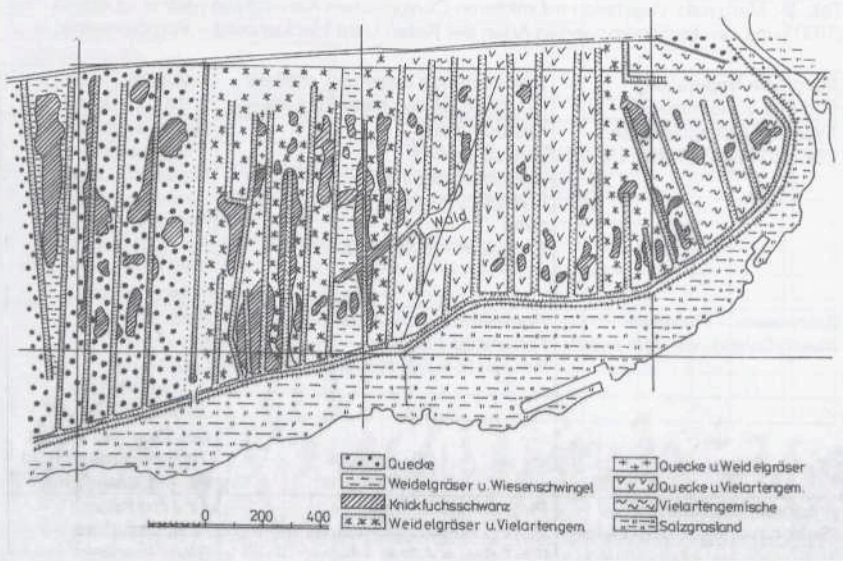 Wald
Quecke
Weidelgräser u. Wiesenschwingel
Knickfuchsschwanz
Weidelgräser u. Vielartengem.
0 200 400
Quecke u. Weidelgräser
Quecke u. Vielartengem.
Vielartengemische
Salzgrasland